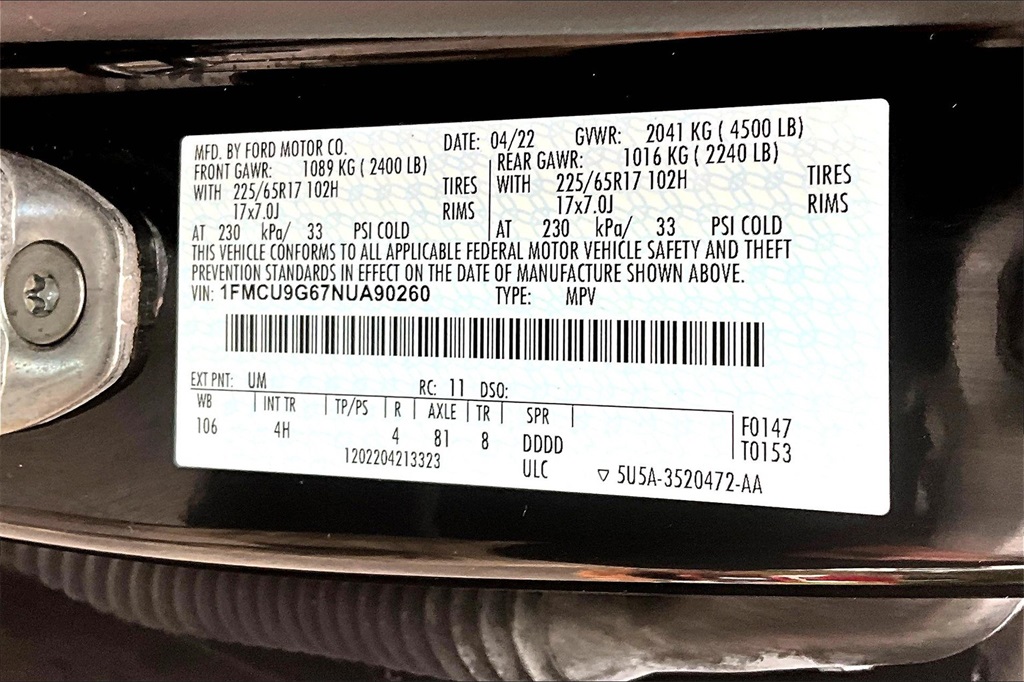 MFD. BY FORD MOTOR CO. DATE: 04/22 GVWR: 2041 KG ( 4500 LB)
FRONT GAWR: 1089 KG ( 2400 LB) REAR GAWR: 1016 KG ( 2240 LB)
WITH 225/65R17 102H TIRES WITH 225/65R17 102H TIRES
17x7.0J RIMS 17x7.0J RIMS
AT 230 kPa/ 33 PSI COLD AT 230 kPa/ 33 PSI COLD
THIS VEHICLE CONFORMS TO ALL APPLICABLE FEDERAL MOTOR VEHICLE SAFETY AND THEFT
PREVENTION STANDARDS IN EFFECT ON THE DATE OF MANUFACTURE SHOWN ABOVE.
VIN: 1FMCU9G67NUA90260 TYPE: MPV
EXT PNT: UM RC: 11 DSO:
WB INT TR TP/PS R AXLE TR SPR
106 4H 4 81 8 DDDD F0147
1202204213323 ULC T0153
▽ 5U5A-3520472-AA